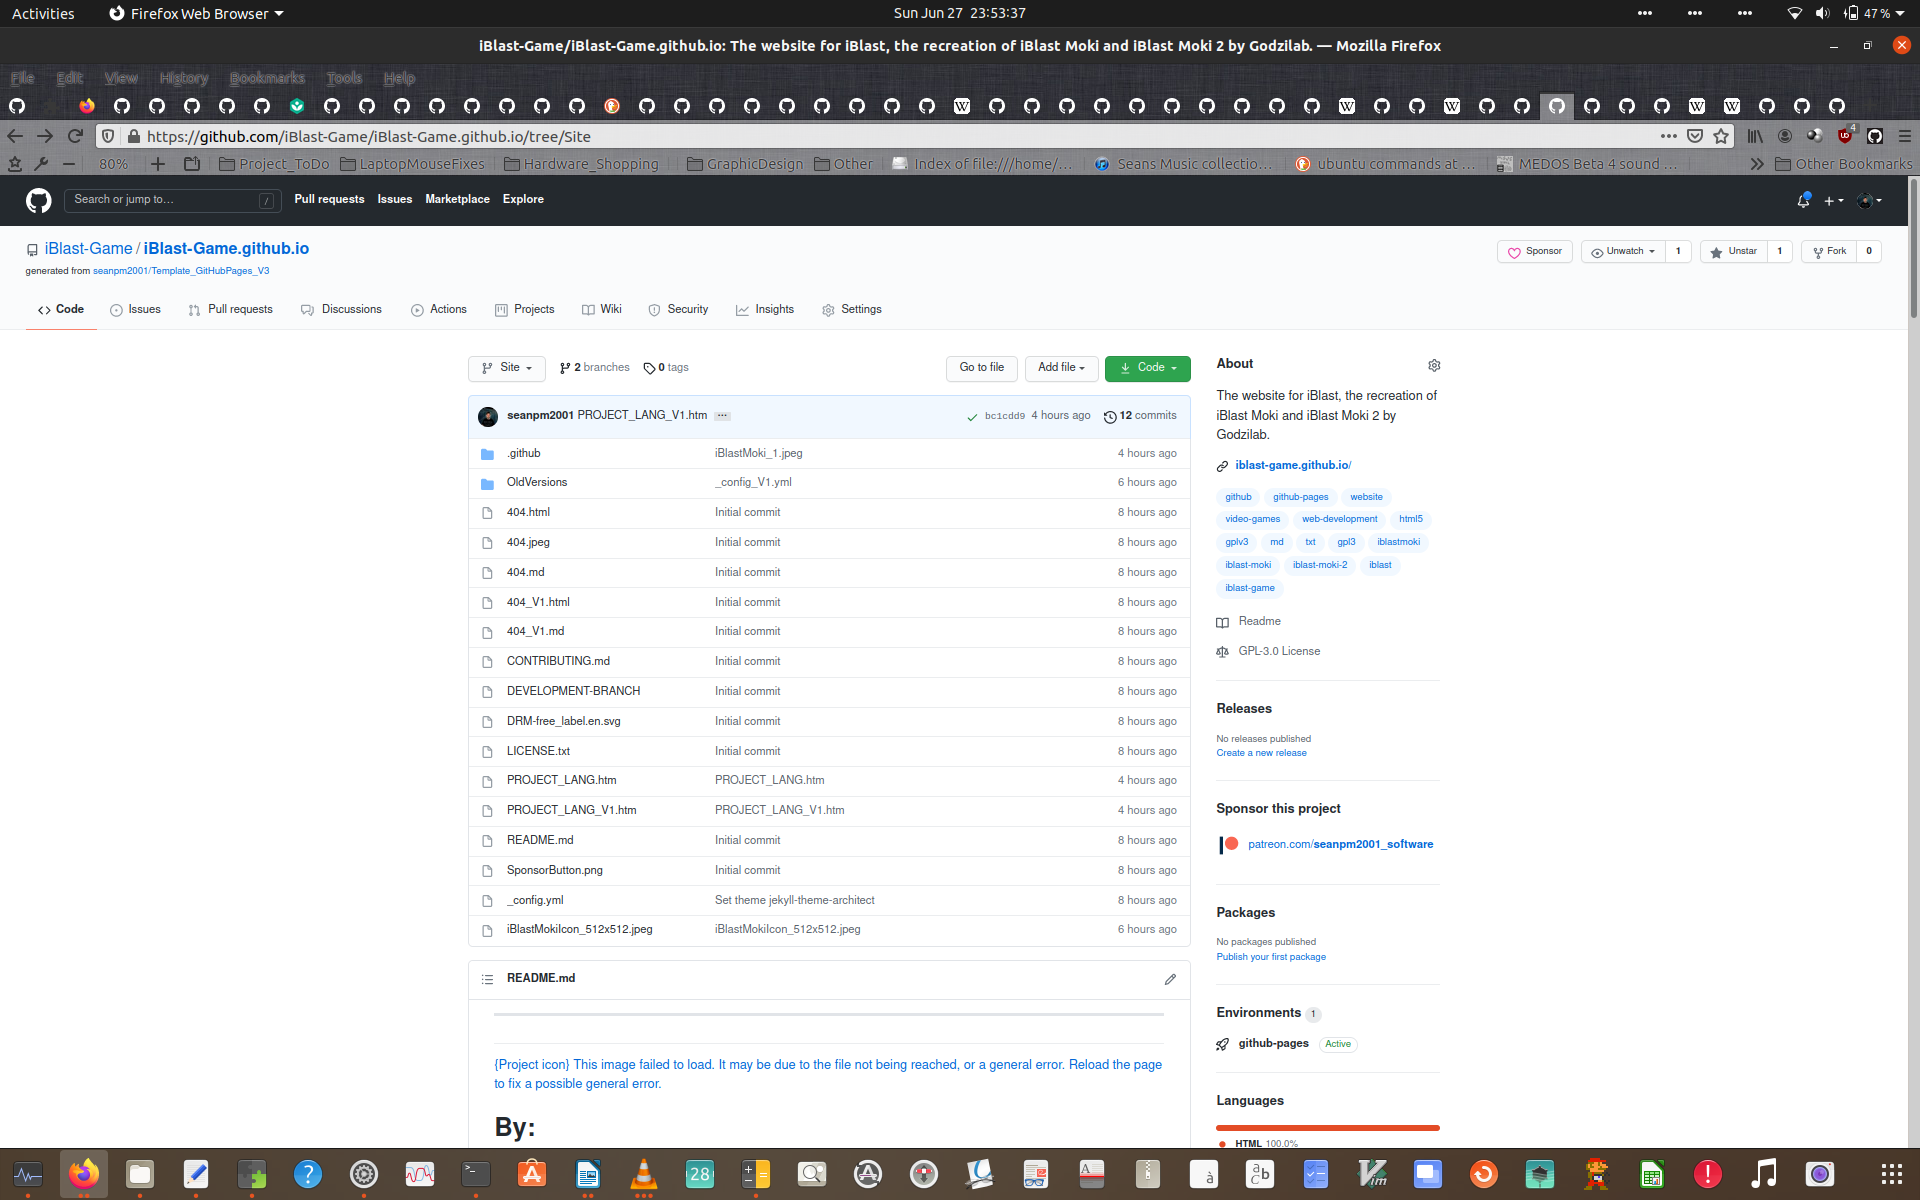 Activities
Firefox Web Browser
Sun Jun 27 23:53:37
47 %
iBlast-Game/iBlast-Game.github.io: The website for iBlast, the recreation of iBlast Moki and iBlast Moki 2 by Godzilab. — Mozilla Firefox
File Edit View History Bookmarks Tools Help
https://github.com/iBlast-Game/iBlast-Game.github.io/tree/Site
4
80%
Project_ToDo
LaptopMouseFixes
Hardware_Shopping
GraphicDesign
Other
Index of file:///home/...
Seans Music collectio...
ubuntu commands at ...
MEDOS Beta 4 sound ...
Other Bookmarks
Search or jump to...
/
Pull requests Issues Marketplace Explore
iBlast-Game / iBlast-Game.github.io
generated from seanpm2001/Template_GitHubPages_V3
Sponsor
Unwatch 1
Unstar 1
Fork 0
Code Issues Pull requests Discussions Actions Projects Wiki Security Insights Settings
Site
2 branches
0 tags
Go to file
Add file
Code
seanpm2001 PROJECT_LANG_V1.htm ...
bc1cdd9 4 hours ago
12 commits
.github iBlastMoki_1.jpeg 4 hours ago
OldVersions _config_V1.yml 6 hours ago
404.html Initial commit 8 hours ago
404.jpeg Initial commit 8 hours ago
404.md Initial commit 8 hours ago
404_V1.html Initial commit 8 hours ago
404_V1.md Initial commit 8 hours ago
CONTRIBUTING.md Initial commit 8 hours ago
DEVELOPMENT-BRANCH Initial commit 8 hours ago
DRM-free_label.en.svg Initial commit 8 hours ago
LICENSE.txt Initial commit 8 hours ago
PROJECT_LANG.htm PROJECT_LANG.htm 4 hours ago
PROJECT_LANG_V1.htm PROJECT_LANG_V1.htm 4 hours ago
README.md Initial commit 8 hours ago
SponsorButton.png Initial commit 8 hours ago
_config.yml Set theme jekyll-theme-architect 8 hours ago
iBlastMokiIcon_512x512.jpeg iBlastMokiIcon_512x512.jpeg 6 hours ago
README.md
{Project icon} This image failed to load. It may be due to the file not being reached, or a general error. Reload the page
to fix a possible general error.
By:
About
The website for iBlast, the recreation of
iBlast Moki and iBlast Moki 2 by
Godzilab.
iblast-game.github.io/
github github-pages website
video-games web-development html5
gplv3 md txt gpl3 iblastmoki
iblast-moki iblast-moki-2 iblast
iblast-game
Readme
GPL-3.0 License
Releases
No releases published
Create a new release
Sponsor this project
patreon.com/seanpm2001_software
Packages
No packages published
Publish your first package
Environments 1
github-pages Active
Languages
HTML 100.0%
28